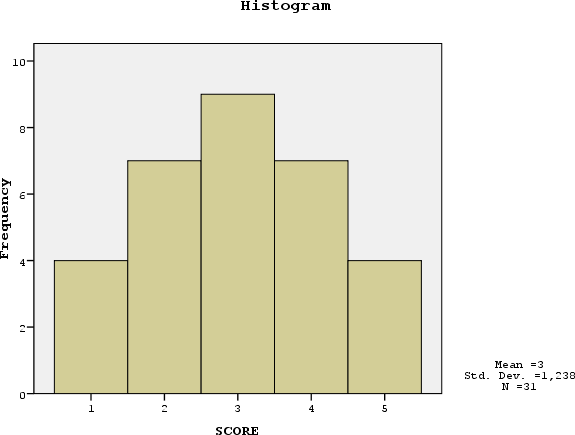 Histogram
10
8
6
4
2
0
Frequency
1 2 3 4 5
SCORE
Mean =3
Std. Dev. =1,238
N =31